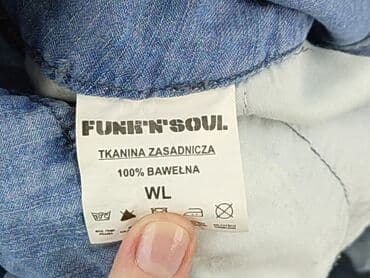 FUNK'N'SOUL
TKANINA ZASADNICZA
100% BAWEŁNA
WL